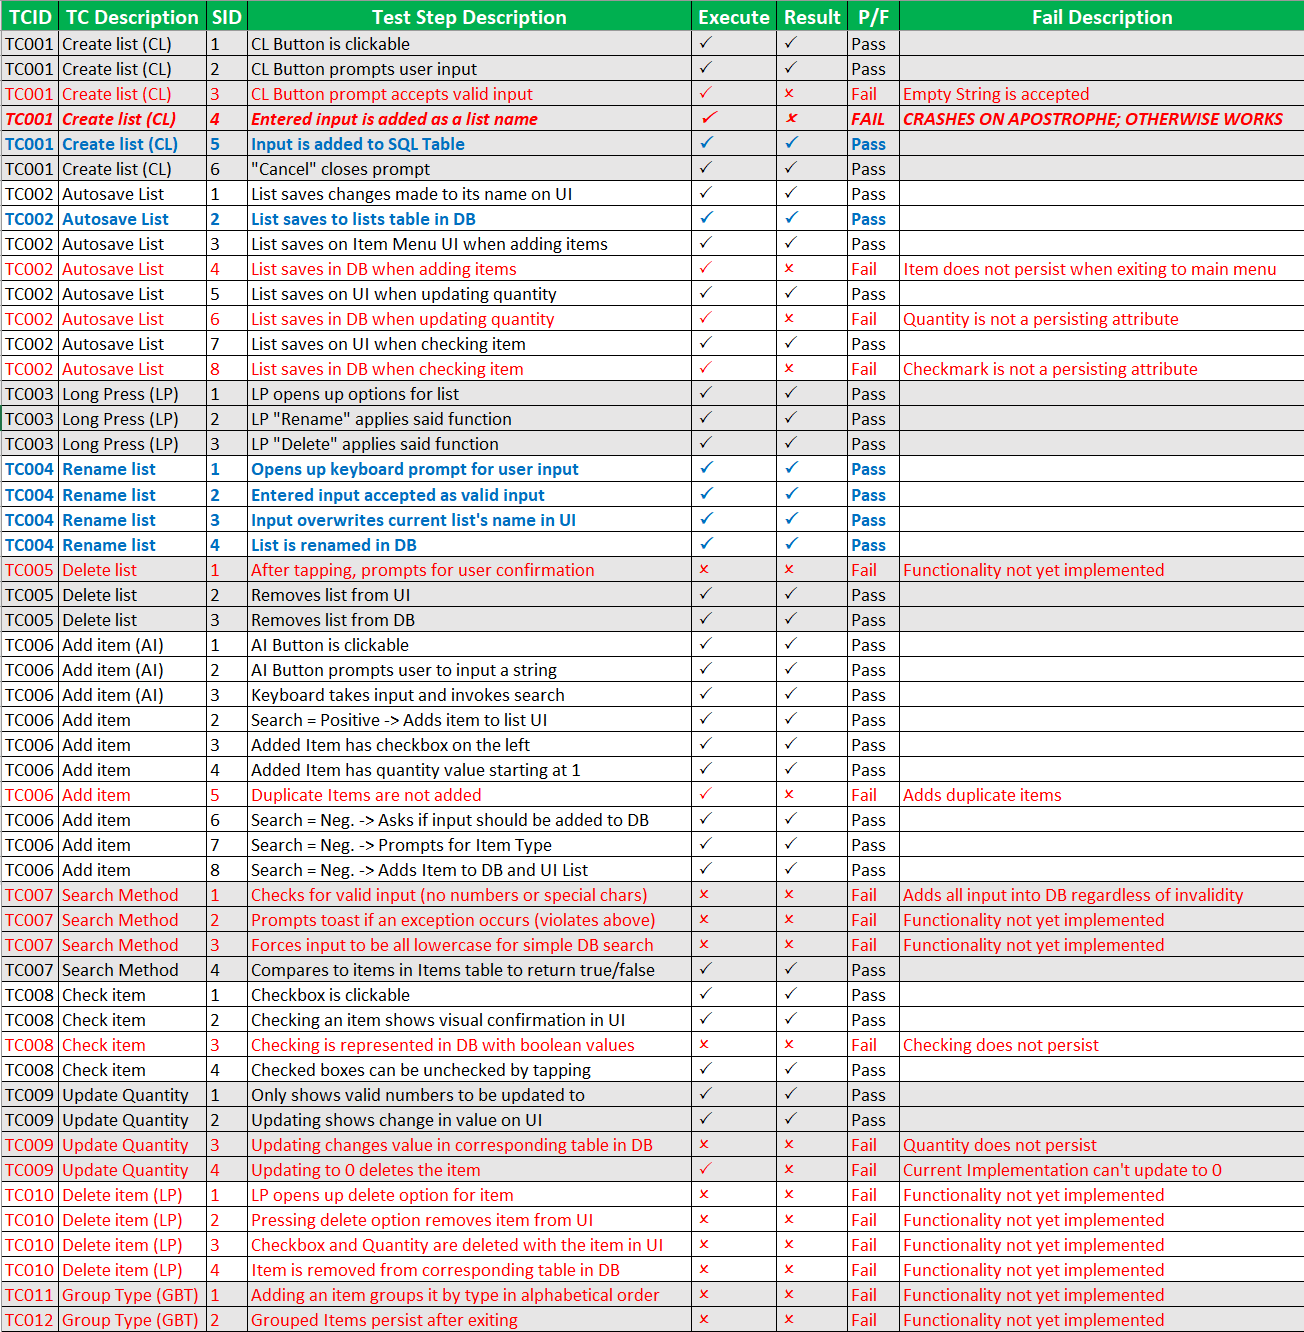 TCID TC Description SID Test Step Description Execute Result P/F Fail Description
TC001 Create list (CL) 1 CL Button is clickable ✓ ✓ Pass
TC001 Create list (CL) 2 CL Button prompts user input ✓ ✓ Pass
TC001 Create list (CL) 3 CL Button prompt accepts valid input ✓ × Fail Empty String is accepted
TC001 Create list (CL) 4 Entered input is added as a list name ✓ × FAIL CRASHES ON APOSTROPHE; OTHERWISE WORKS
TC001 Create list (CL) 5 Input is added to SQL Table ✓ ✓ Pass
TC001 Create list (CL) 6 "Cancel" closes prompt ✓ ✓ Pass
TC002 Autosave List 1 List saves changes made to its name on UI ✓ ✓ Pass
TC002 Autosave List 2 List saves to lists table in DB ✓ ✓ Pass
TC002 Autosave List 3 List saves on Item Menu UI when adding items ✓ ✓ Pass
TC002 Autosave List 4 List saves in DB when adding items ✓ × Fail Item does not persist when exiting to main menu
TC002 Autosave List 5 List saves on UI when updating quantity ✓ ✓ Pass
TC002 Autosave List 6 List saves in DB when updating quantity ✓ × Fail Quantity is not a persisting attribute
TC002 Autosave List 7 List saves on UI when checking item ✓ ✓ Pass
TC002 Autosave List 8 List saves in DB when checking item ✓ × Fail Checkmark is not a persisting attribute
TC003 Long Press (LP) 1 LP opens up options for list ✓ ✓ Pass
TC003 Long Press (LP) 2 LP "Rename" applies said function ✓ ✓ Pass
TC003 Long Press (LP) 3 LP "Delete" applies said function ✓ ✓ Pass
TC004 Rename list 1 Opens up keyboard prompt for user input ✓ ✓ Pass
TC004 Rename list 2 Entered input accepted as valid input ✓ ✓ Pass
TC004 Rename list 3 Input overwrites current list's name in UI ✓ ✓ Pass
TC004 Rename list 4 List is renamed in DB ✓ ✓ Pass
TC005 Delete list 1 After tapping, prompts for user confirmation × × Fail Functionality not yet implemented
TC005 Delete list 2 Removes list from UI ✓ ✓ Pass
TC005 Delete list 3 Removes list from DB ✓ ✓ Pass
TC006 Add item (AI) 1 AI Button is clickable ✓ ✓ Pass
TC006 Add item (AI) 2 AI Button prompts user to input a string ✓ ✓ Pass
TC006 Add item (AI) 3 Keyboard takes input and invokes search ✓ ✓ Pass
TC006 Add item 2 Search = Positive -> Adds item to list UI ✓ ✓ Pass
TC006 Add item 3 Added Item has checkbox on the left ✓ ✓ Pass
TC006 Add item 4 Added Item has quantity value starting at 1 ✓ ✓ Pass
TC006 Add item 5 Duplicate Items are not added ✓ × Fail Adds duplicate items
TC006 Add item 6 Search = Neg. -> Asks if input should be added to DB ✓ ✓ Pass
TC006 Add item 7 Search = Neg. -> Prompts for Item Type ✓ ✓ Pass
TC006 Add item 8 Search = Neg. -> Adds Item to DB and UI List ✓ ✓ Pass
TC007 Search Method 1 Checks for valid input (no numbers or special chars) × × Fail Adds all input into DB regardless of invalidity
TC007 Search Method 2 Prompts toast if an exception occurs (violates above) × × Fail Functionality not yet implemented
TC007 Search Method 3 Forces input to be all lowercase for simple DB search × × Fail Functionality not yet implemented
TC007 Search Method 4 Compares to items in Items table to return true/false ✓ ✓ Pass
TC008 Check item 1 Checkbox is clickable ✓ ✓ Pass
TC008 Check item 2 Checking an item shows visual confirmation in UI ✓ ✓ Pass
TC008 Check item 3 Checking is represented in DB with boolean values × × Fail Checking does not persist
TC008 Check item 4 Checked boxes can be unchecked by tapping ✓ ✓ Pass
TC009 Update Quantity 1 Only shows valid numbers to be updated to ✓ ✓ Pass
TC009 Update Quantity 2 Updating shows change in value on UI ✓ ✓ Pass
TC009 Update Quantity 3 Updating changes value in corresponding table in DB × × Fail Quantity does not persist
TC009 Update Quantity 4 Updating to 0 deletes the item ✓ × Fail Current Implementation can't update to 0
TC010 Delete item (LP) 1 LP opens up delete option for item × × Fail Functionality not yet implemented
TC010 Delete item (LP) 2 Pressing delete option removes item from UI × × Fail Functionality not yet implemented
TC010 Delete item (LP) 3 Checkbox and Quantity are deleted with the item in UI × × Fail Functionality not yet implemented
TC010 Delete item (LP) 4 Item is removed from corresponding table in DB × × Fail Functionality not yet implemented
TC011 Group Type (GBT) 1 Adding an item groups it by type in alphabetical order × × Fail Functionality not yet implemented
TC012 Group Type (GBT) 2 Grouped Items persist after exiting × × Fail Functionality not yet implemented